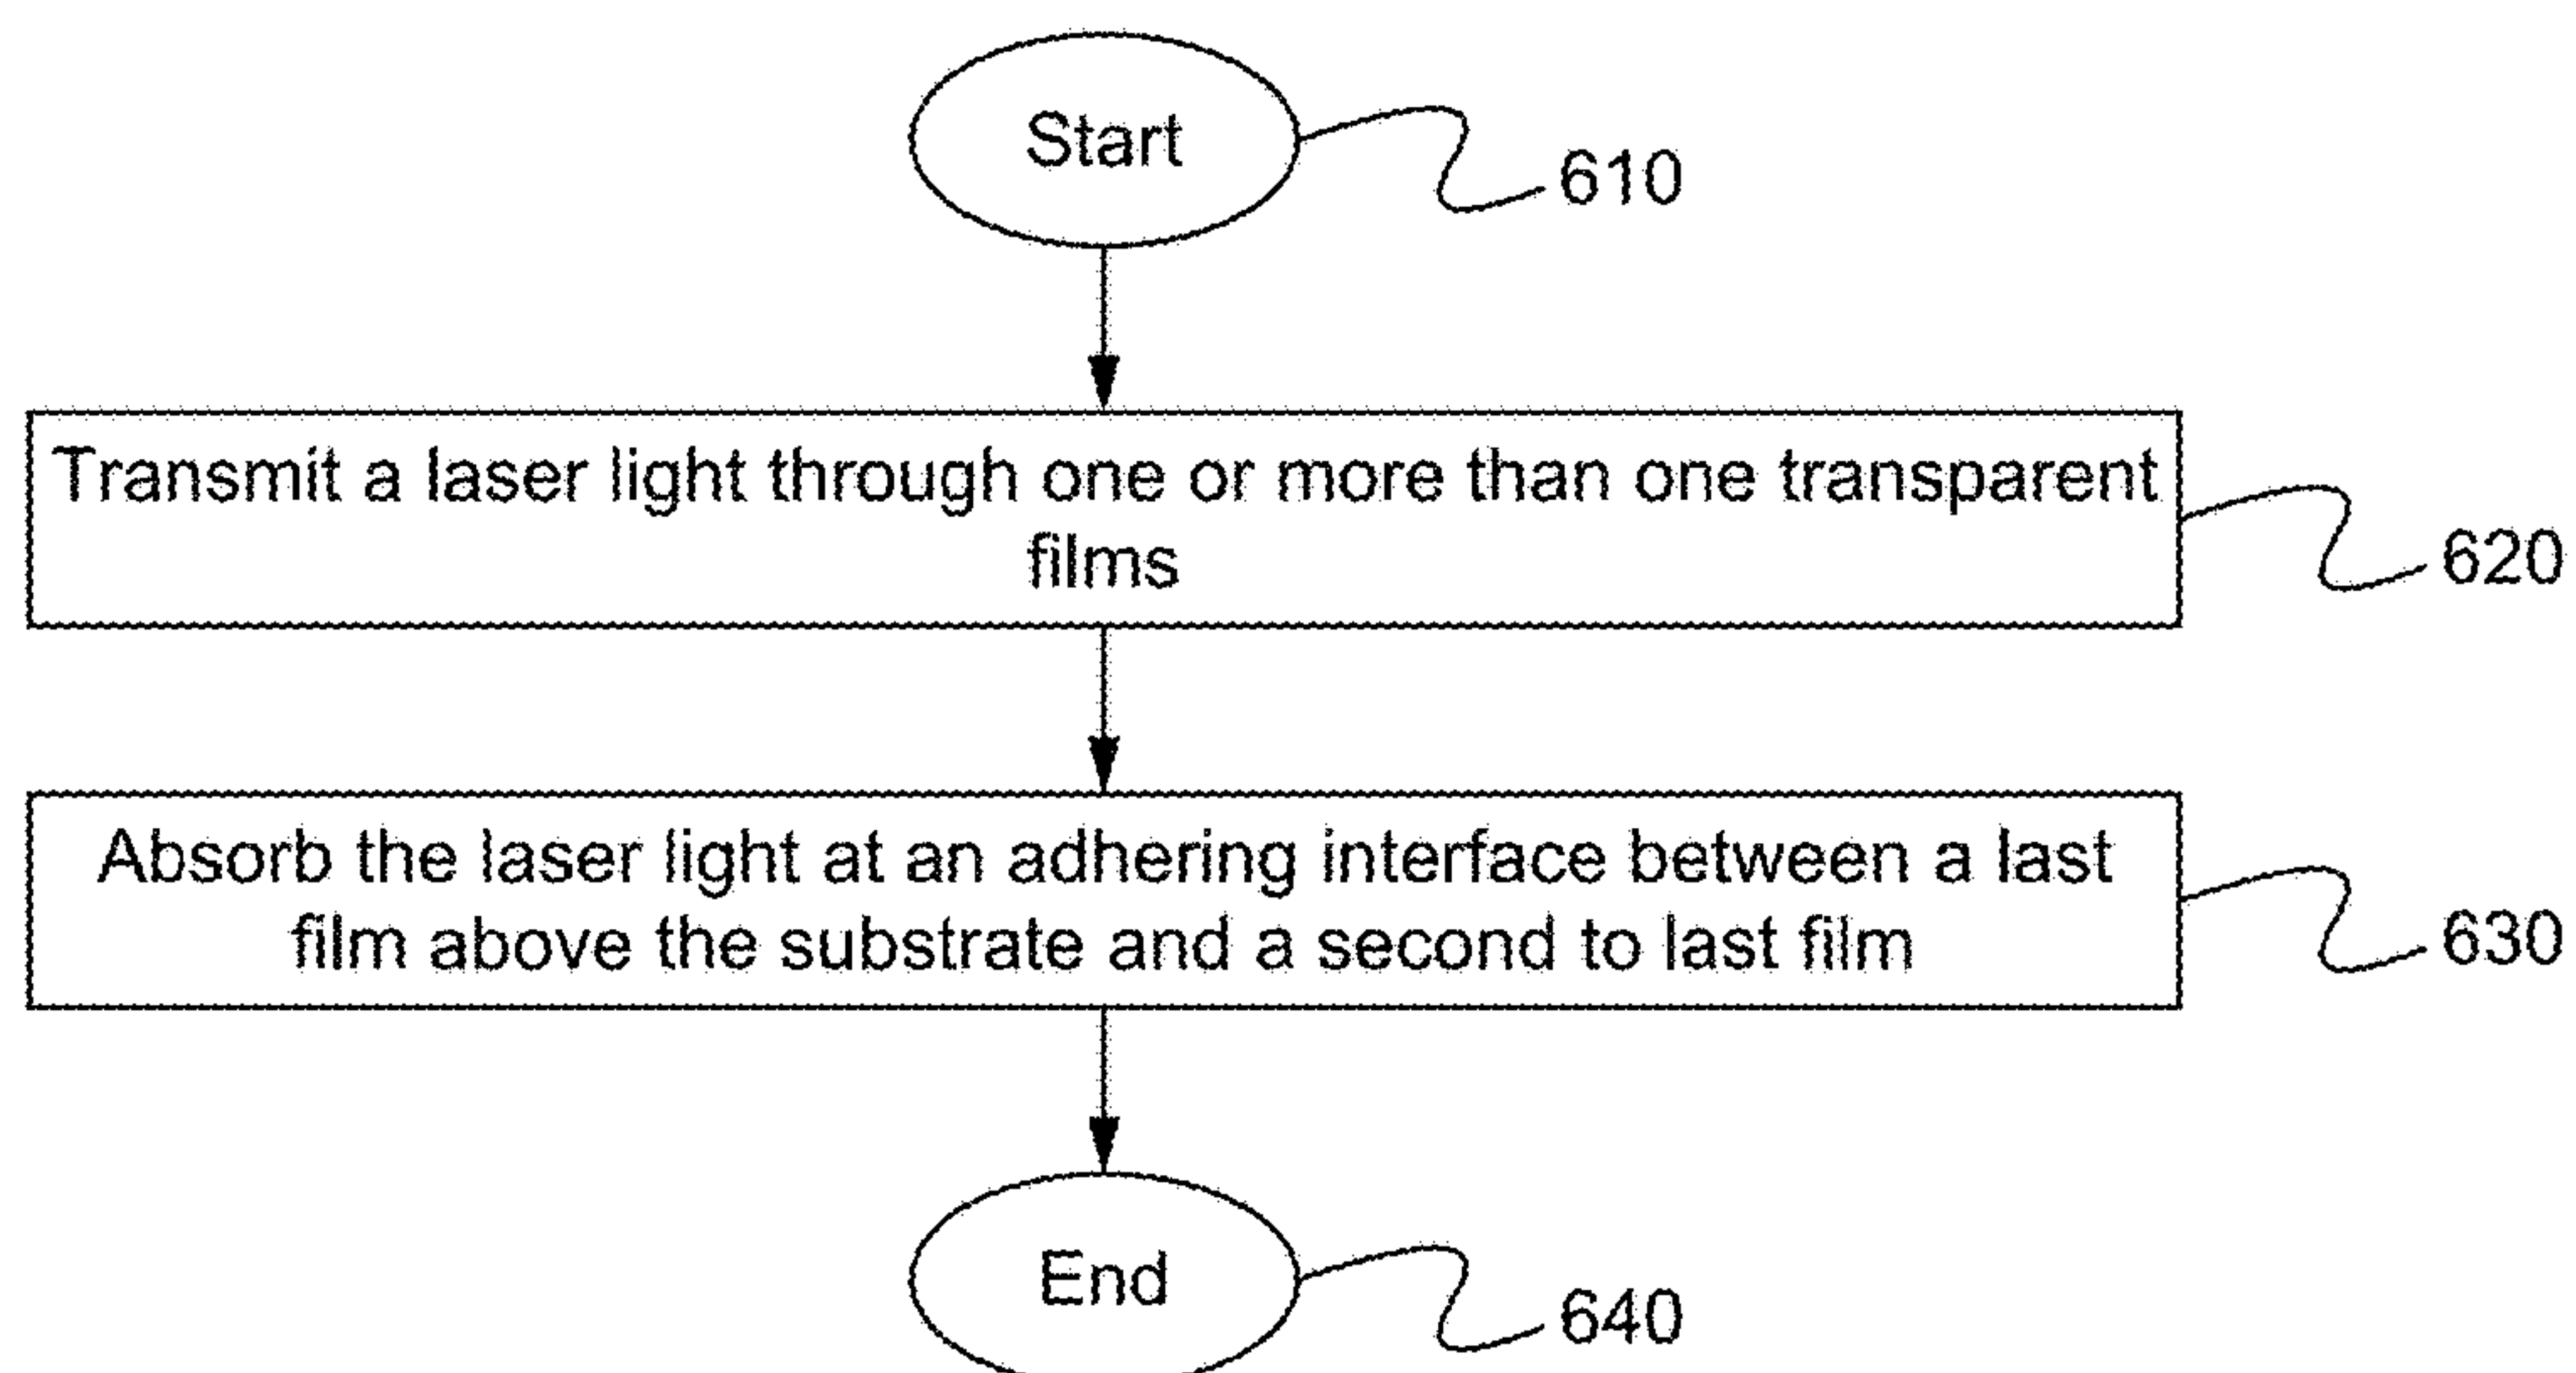 Start
610
Transmit a laser light through one or more than one transparent
films
620
Absorb the laser light at an adhering interface between a last
film above the substrate and a second to last film
630
End
640